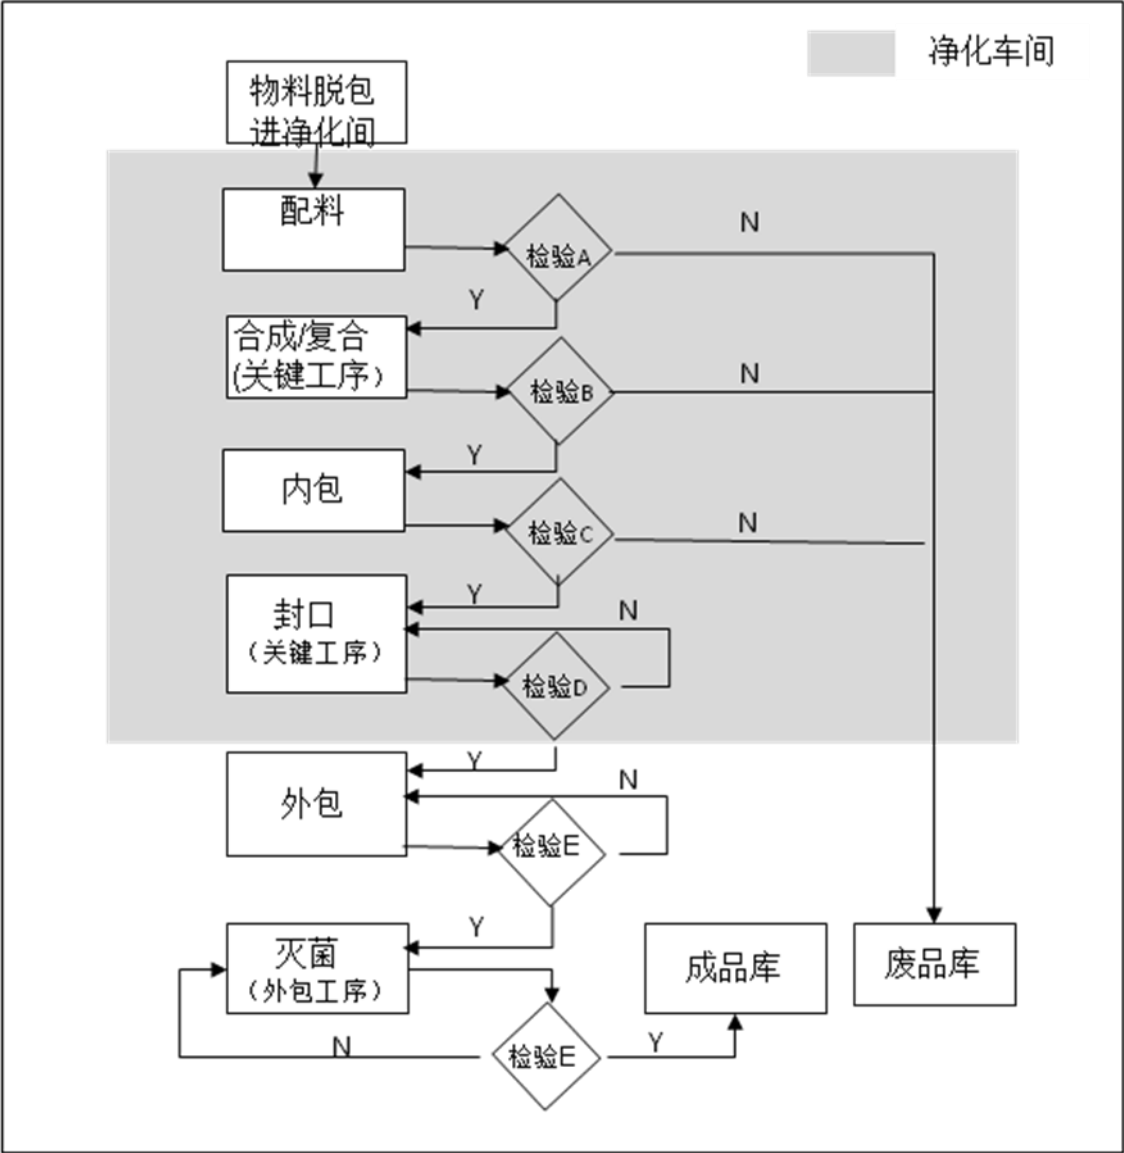 净化车间
物料脱包
进净化间
配料
检验A
N
Y
合成/复合
(关键工序）
检验B
N
Y
内包
检验C
N
Y
封口
（关键工序）
N
检验D
Y
外包
N
检验E
Y
灭菌
（外包工序）
成品库
废品库
N
检验E
Y